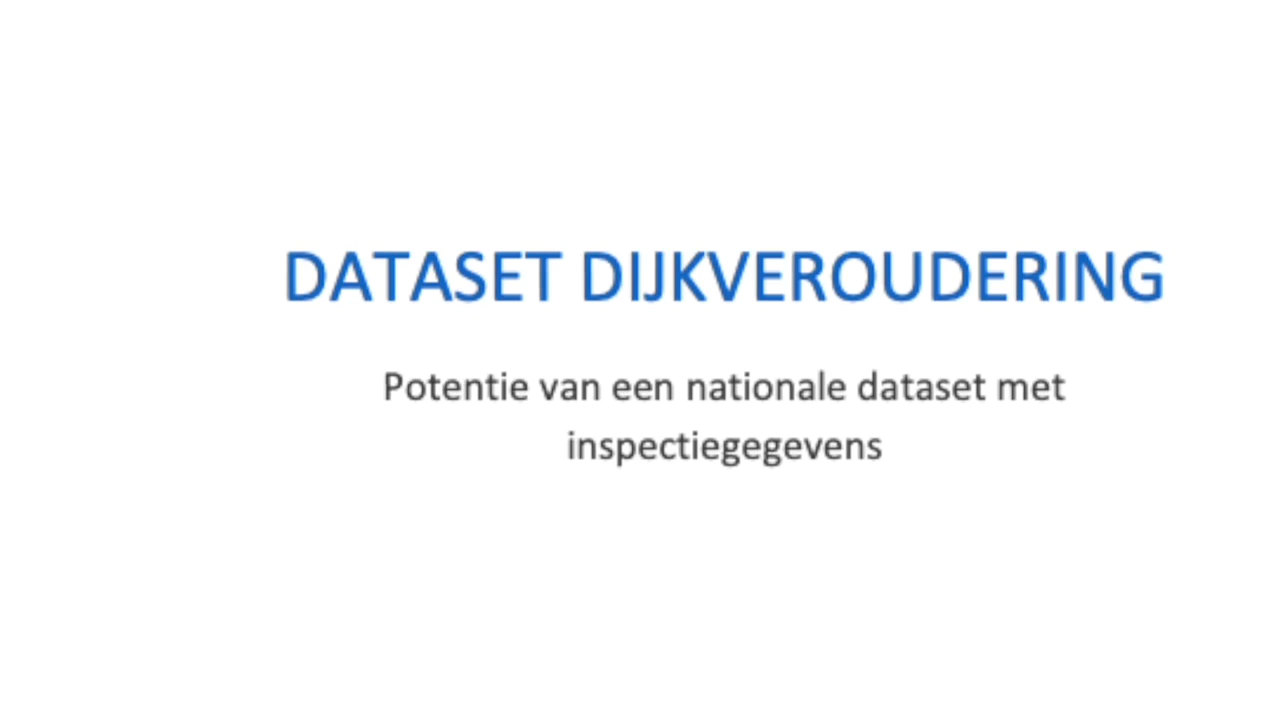 DATASET DIJKVEROUDERING
Potentie van een nationale dataset met
inspectiegegevens